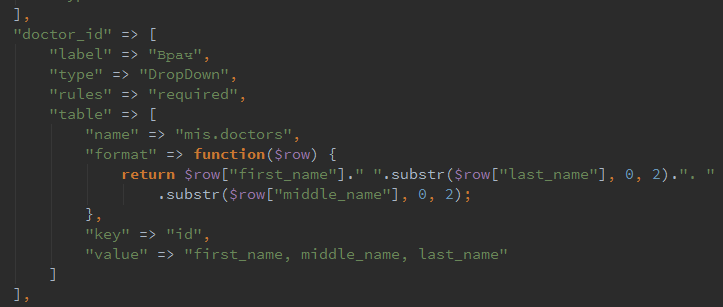 ],
"doctor_id" => [
"label" => "Врач",
"type" => "DropDown",
"rules" => "required",
"table" => [
"name" => "mis.doctors",
"format" => function($row) {
return $row["first_name"]." ".substr($row["last_name"], 0, 2).". "
.substr($row["middle_name"], 0, 2);
},
"key" => "id",
"value" => "first_name, middle_name, last_name"
]
],